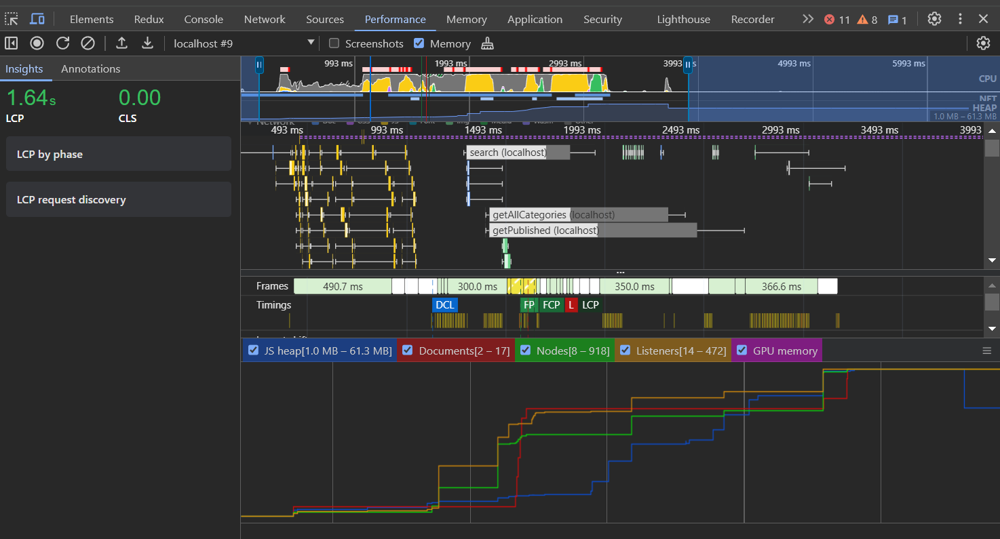 Elements Redux Console Network Sources Performance Memory Application Security Lighthouse Recorder 11 8 1
localhost #9 Screenshots Memory
Insights Annotations
1.64s 0.00
LCP CLS
LCP by phase
LCP request discovery
993 ms 1993 ms 2993 ms 3993 s 4993 ms 5993 ms
CPU
NET
HEAP
1.0 MB – 61.3 MB
Network
493 ms 993 ms 1493 ms 1993 ms 2493 ms 2993 ms 3493 ms 3993
search (localhost)
getAllCategories (localhost)
getPublished (localhost)
...
Frames 490.7 ms 300.0 ms 350.0 ms 366.6 ms
Timings DCL FP FCP L LCP
JS heap[1.0 MB – 61.3 MB] Documents[2 – 17] Nodes[8 – 918] Listeners[14 – 472] GPU memory